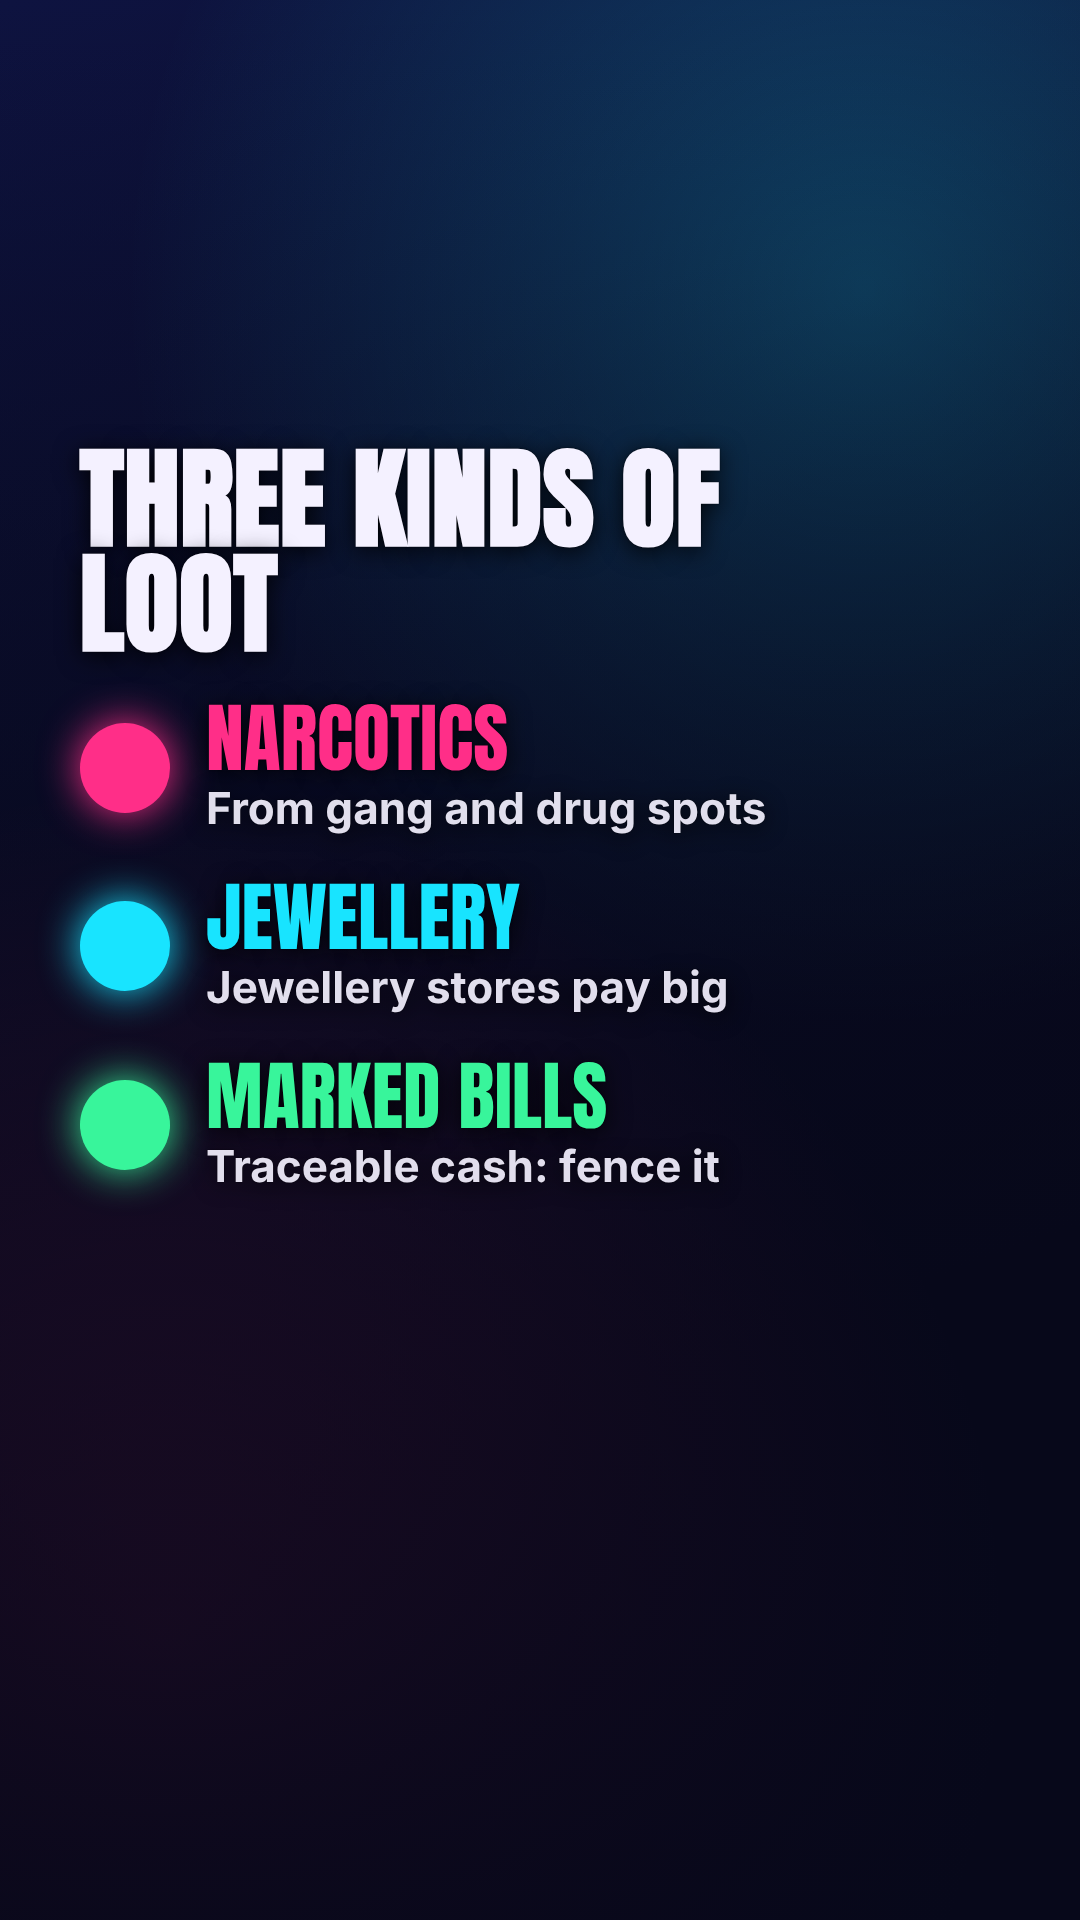 THREE KINDS OF
LOOT
NARCOTICS
From gang and drug spots
JEWELLERY
Jewellery stores pay big
MARKED BILLS
Traceable cash: fence it